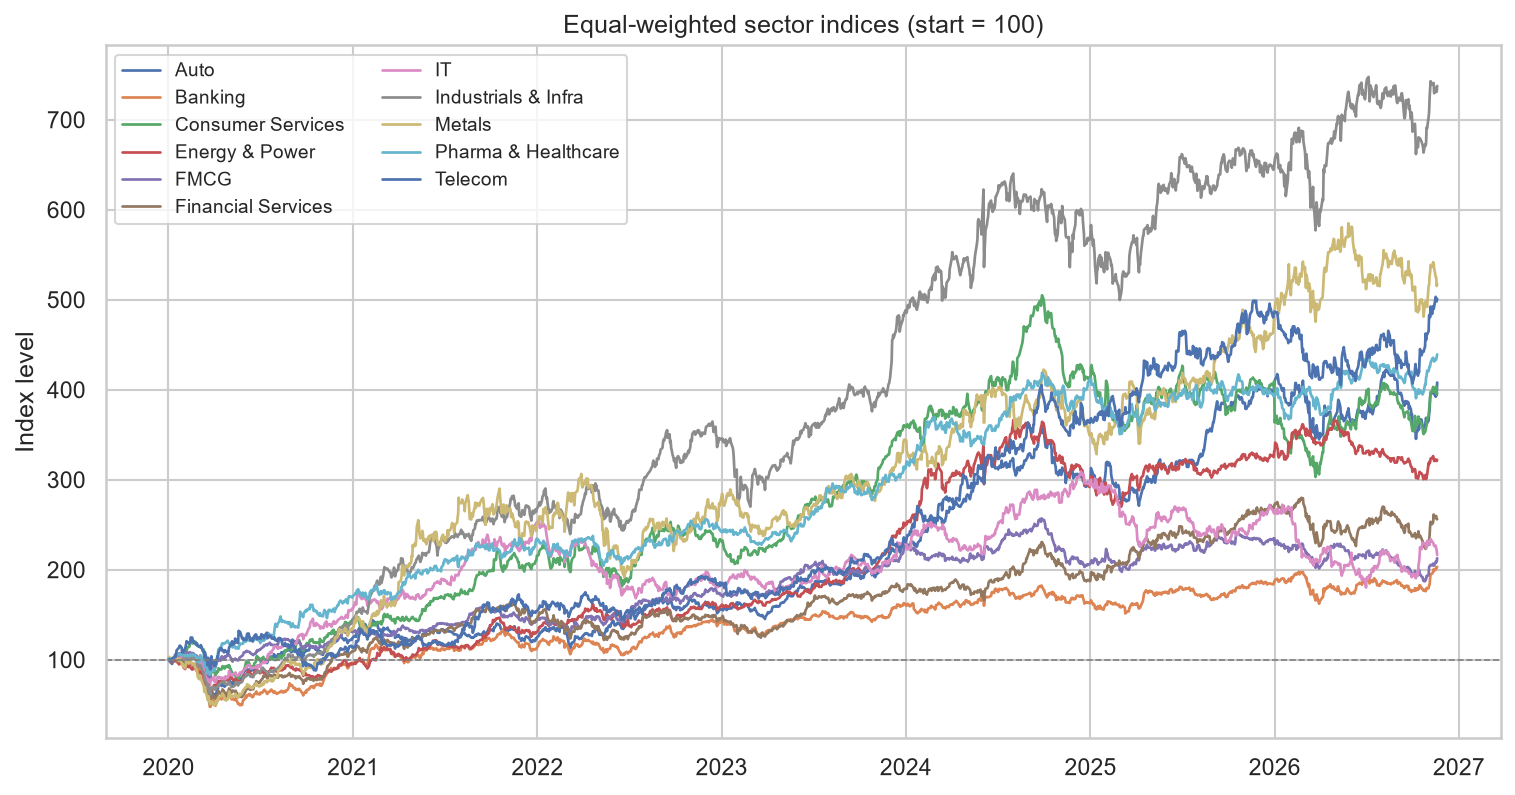 Equal-weighted sector indices (start = 100)
Auto
Banking
Consumer Services
Energy & Power
FMCG
Financial Services
IT
Industrials & Infra
Metals
Pharma & Healthcare
Telecom
Index level
700
600
500
400
300
200
100
2020
2021
2022
2023
2024
2025
2026
2027